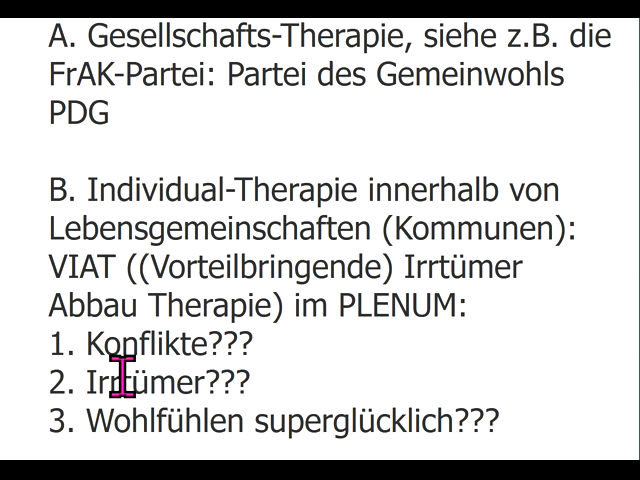 A. Gesellschafts-Therapie, siehe z.B. die
FrAK-Partei: Partei des Gemeinwohls
PDG
B. Individual-Therapie innerhalb von
Lebensgemeinschaften (Kommunen):
VIAT ((Vorteilbringende) Irrtümer
Abbau Therapie) im PLENUM:
1. Konflikte???
2. Irrtümer???
3. Wohlfühlen superglücklich???